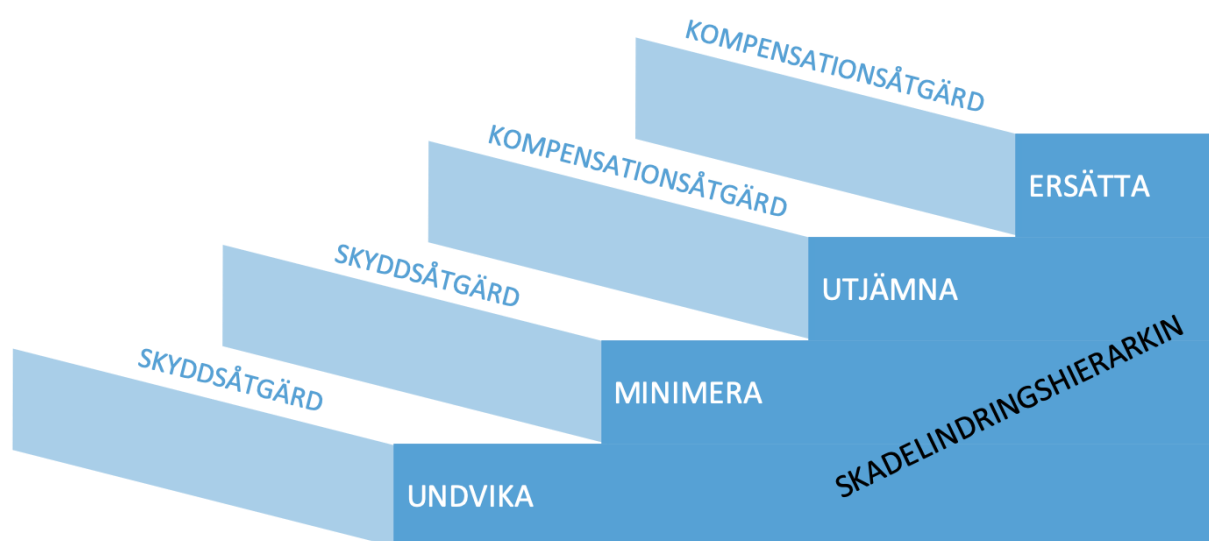 KOMPENSATIONSÅTGÄRD
ERSÄTTA
KOMPENSATIONSÅTGÄRD
UTJÄMNA
SKYDDSÅTGÄRD
MINIMERA
SKYDDSÅTGÄRD
UNDVIKA
SKADELINDRINGSHIERARKIN